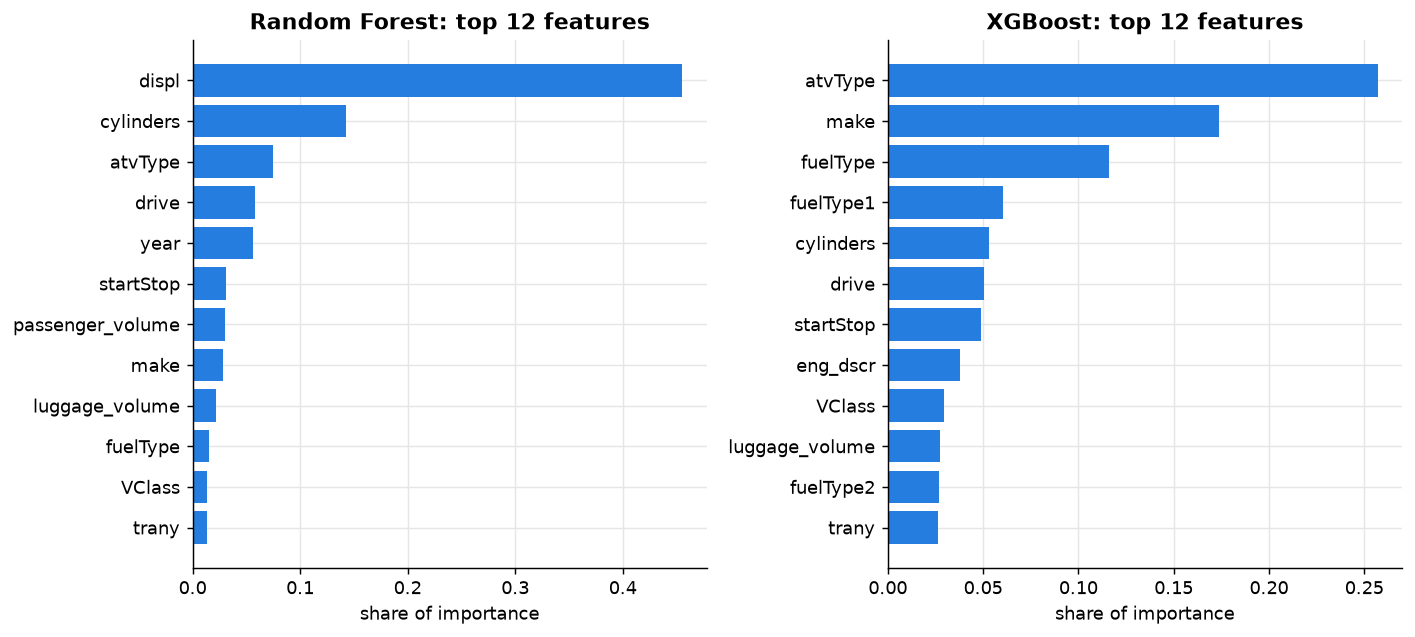 Random Forest: top 12 features
displ
cylinders
atvType
drive
year
startStop
passenger_volume
make
luggage_volume
fuelType
VClass
trany
0.0 0.1 0.2 0.3 0.4
share of importance
XGBoost: top 12 features
atvType
make
fuelType
fuelType1
cylinders
drive
startStop
eng_dscr
VClass
luggage_volume
fuelType2
trany
0.00 0.05 0.10 0.15 0.20 0.25
share of importance